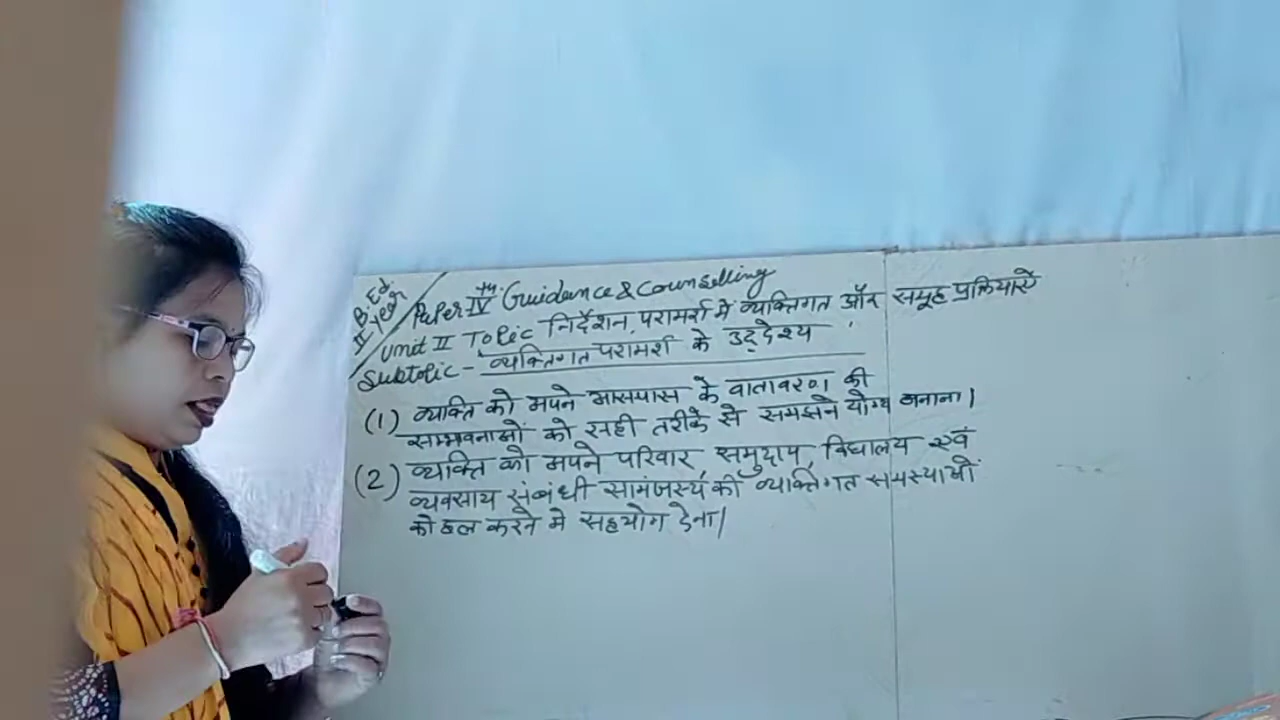 B.Ed.
II Year
Paper IVth Guidance & Counselling
Unit II Topic निर्देशन, परामर्श में व्यक्तिगत और समूह प्रक्रियाऐं
Subtopic - व्यक्तिगत परामर्श के उद्देश्य
(1) व्यक्ति को अपने आसपास के वातावरण की
सम्भवनाओं को सही तरीके से समझने योग्य बनाना।
(2) व्यक्ति को अपने परिवार, समुदाय, विद्यालय एवं
व्यवसाय संबंधी सामंजस्य की व्यक्तिगत समस्याओं
को हल करने मे सहयोग देना।